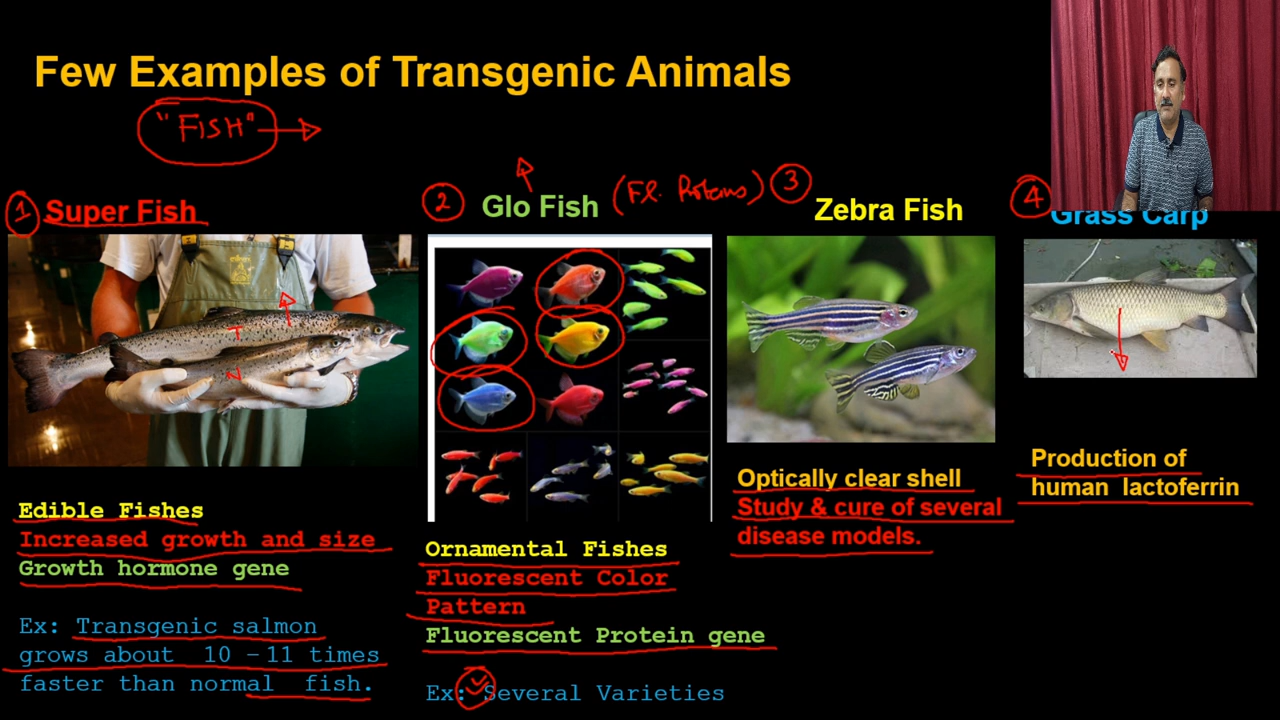 Few Examples of Transgenic Animals
"FISH"
1 Super Fish
2 Glo Fish (Fl. Proteins)
3 Zebra Fish
4 Grass Carp
T
N
Edible Fishes
Increased growth and size
Growth hormone gene
Ex: Transgenic salmon
grows about 10 – 11 times
faster than normal fish.
Ornamental Fishes
Fluorescent Color
Pattern
Fluorescent Protein gene
Ex: Several Varieties
Optically clear shell
Study & cure of several
disease models.
Production of
human lactoferrin